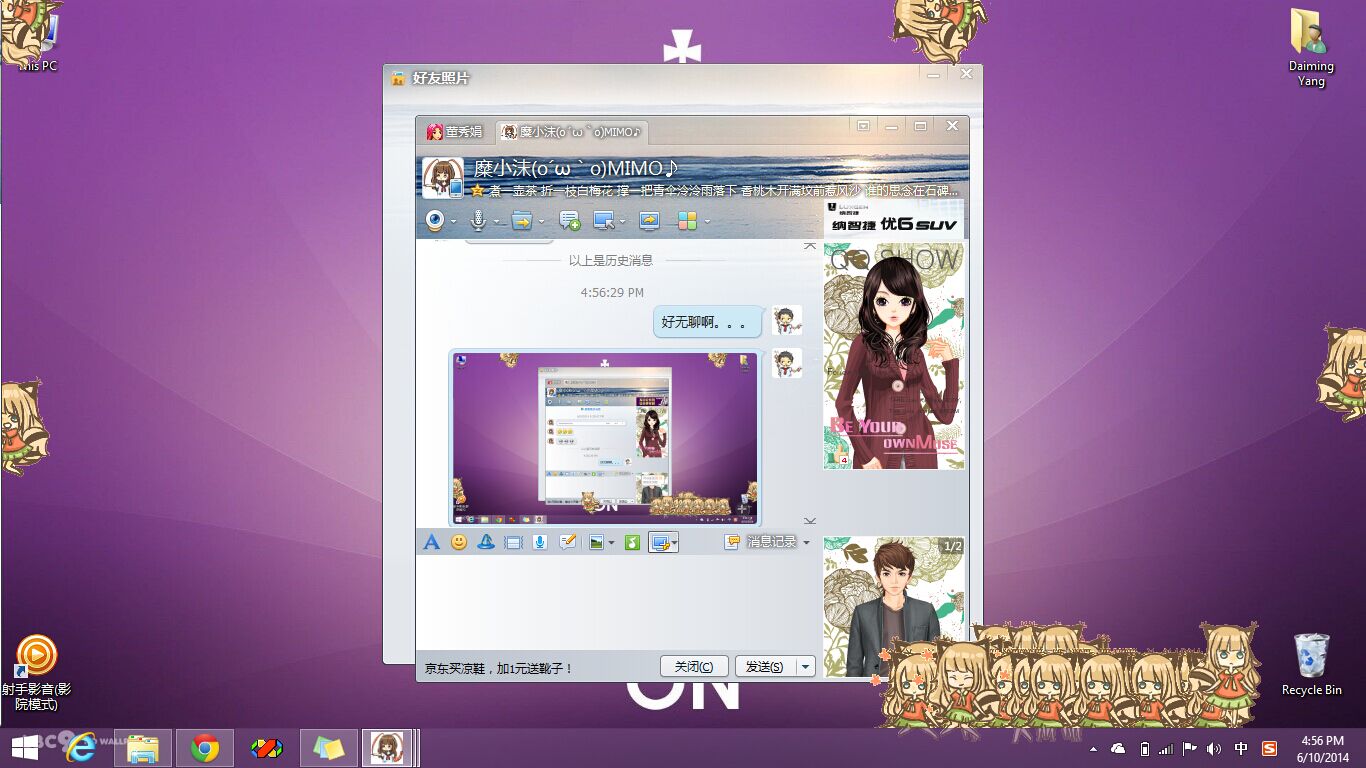 This PC
Daiming
Yang
好友照片
董秀娟
糜小沫(o´ω`o)MIMO♪
糜小沫(o´ω`o)MIMO♪
煮一壶茶 折一枝白梅花 撑一把青伞泠泠雨落下 香桃木开满坟前惹风沙 谁的思念在石碑...
LUXGEN
纳智捷
纳智捷 优6 SUV
以上是历史消息
QQ SHOW
4:56:29 PM
好无聊啊。。。
BE YOUR
OWNMUSE
4
消息记录
1/2
京东买凉鞋，加1元送靴子！
关闭(C)
发送(S)
ON
射手影音(影
院模式)
Recycle Bin
中
4:56 PM
6/10/2014